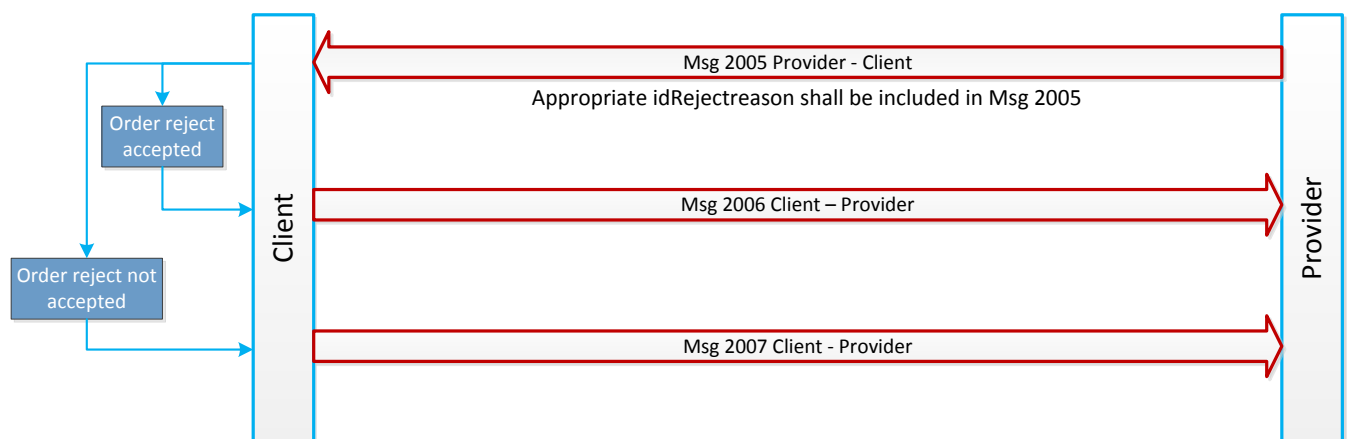 Msg 2005 Provider - Client
Appropriate idRejectreason shall be included in Msg 2005
Order reject
accepted
Client
Msg 2006 Client – Provider
Provider
Order reject not
accepted
Msg 2007 Client - Provider